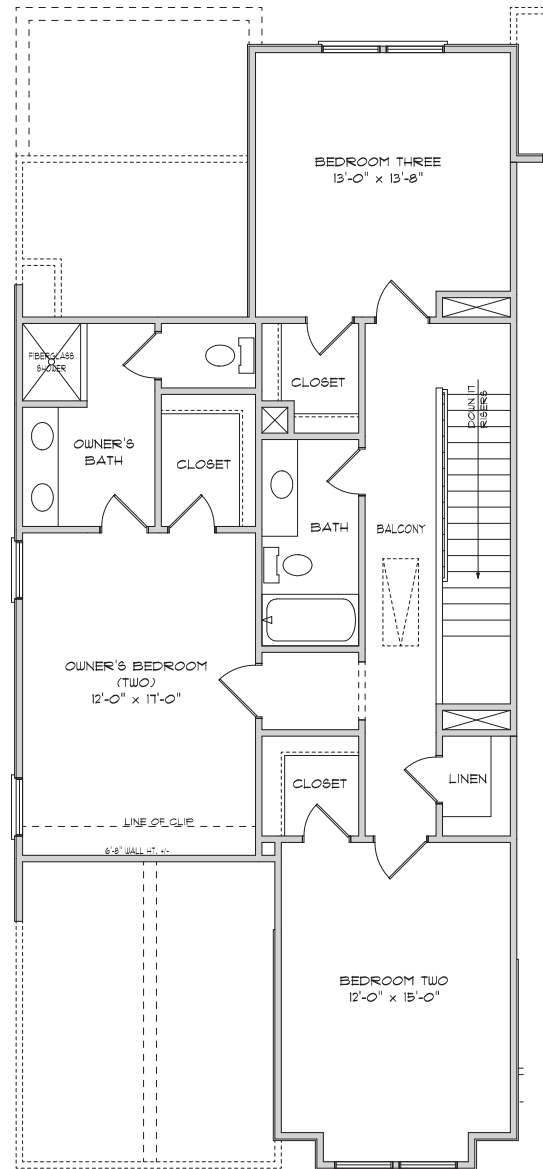 BEDROOM THREE
13'-0" x 13'-8"
FIBERGLASS
SHOWER
CLOSET
DOWN 17
RISERS
OWNER'S
BATH
CLOSET
BATH
BALCONY
OWNER'S BEDROOM
(TWO)
12'-0" x 17'-0"
CLOSET
LINEN
LINE OF CLIP
6'-8" WALL HT. +/-
BEDROOM TWO
12'-0" x 15'-0"